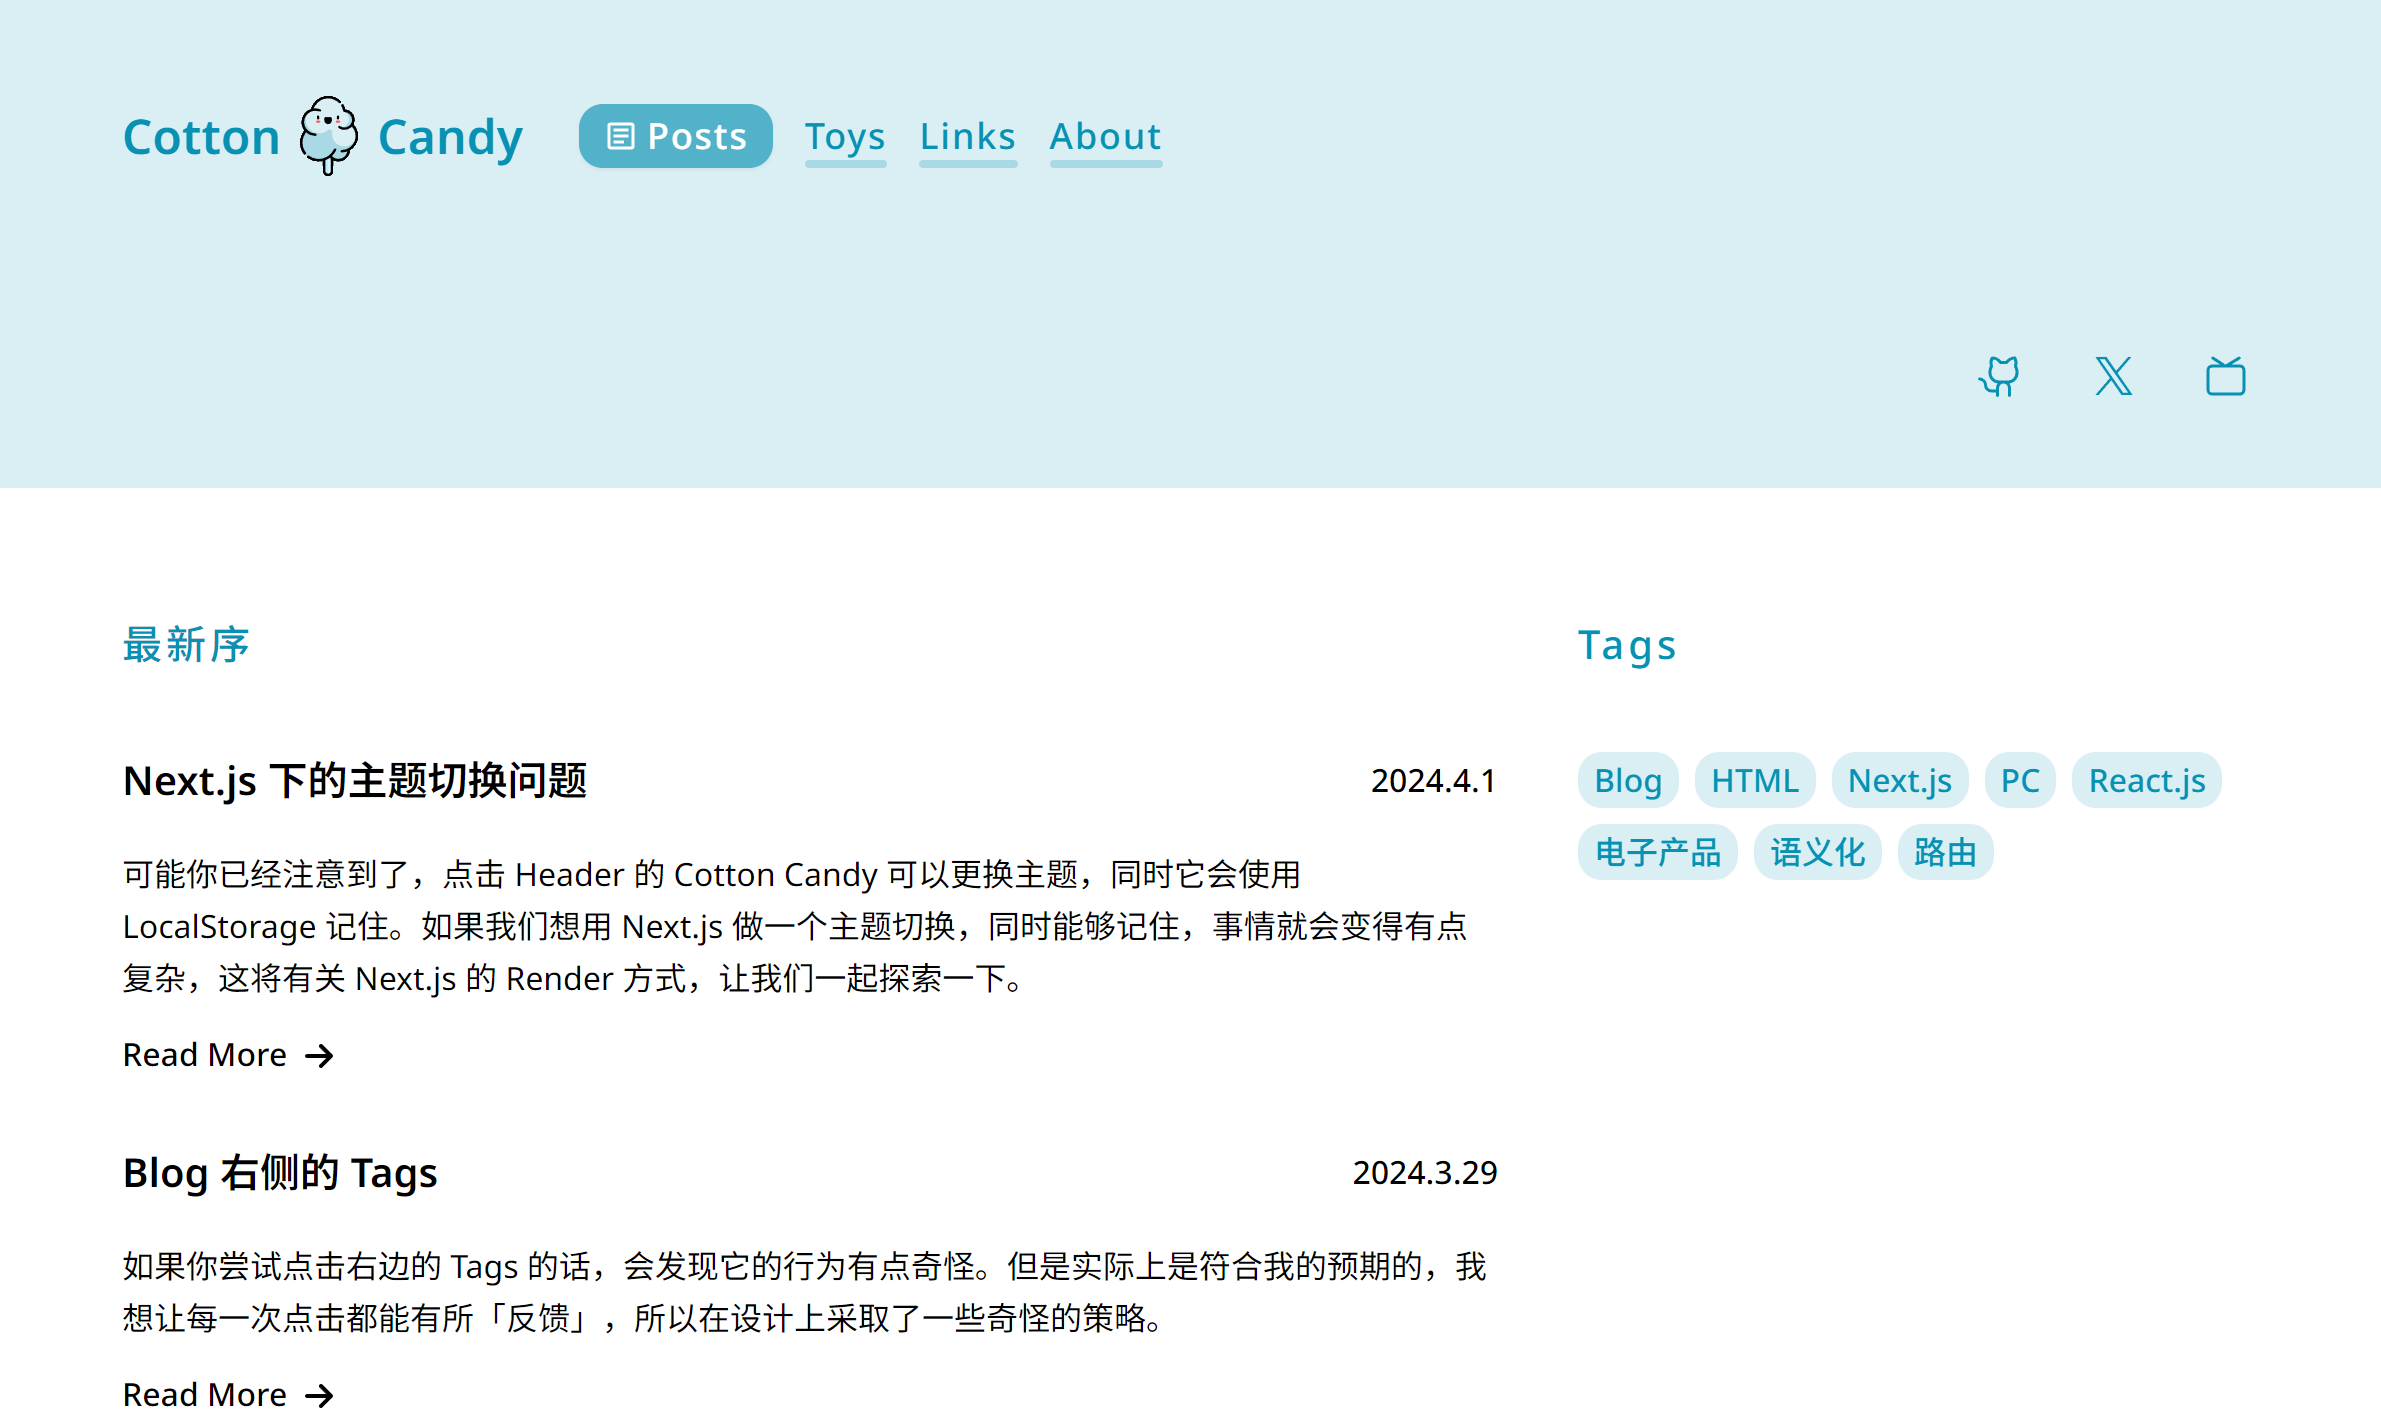 Cotton Candy Posts Toys Links About
最新序
Next.js 下的主题切换问题 2024.4.1
可能你已经注意到了，点击 Header 的 Cotton Candy 可以更换主题，同时它会使用
LocalStorage 记住。如果我们想用 Next.js 做一个主题切换，同时能够记住，事情就会变得有点
复杂，这将有关 Next.js 的 Render 方式，让我们一起探索一下。
Read More
Blog 右侧的 Tags 2024.3.29
如果你尝试点击右边的 Tags 的话，会发现它的行为有点奇怪。但是实际上是符合我的预期的，我
想让每一次点击都能有所「反馈」，所以在设计上采取了一些奇怪的策略。
Read More
Tags
Blog HTML Next.js PC React.js
电子产品 语义化 路由